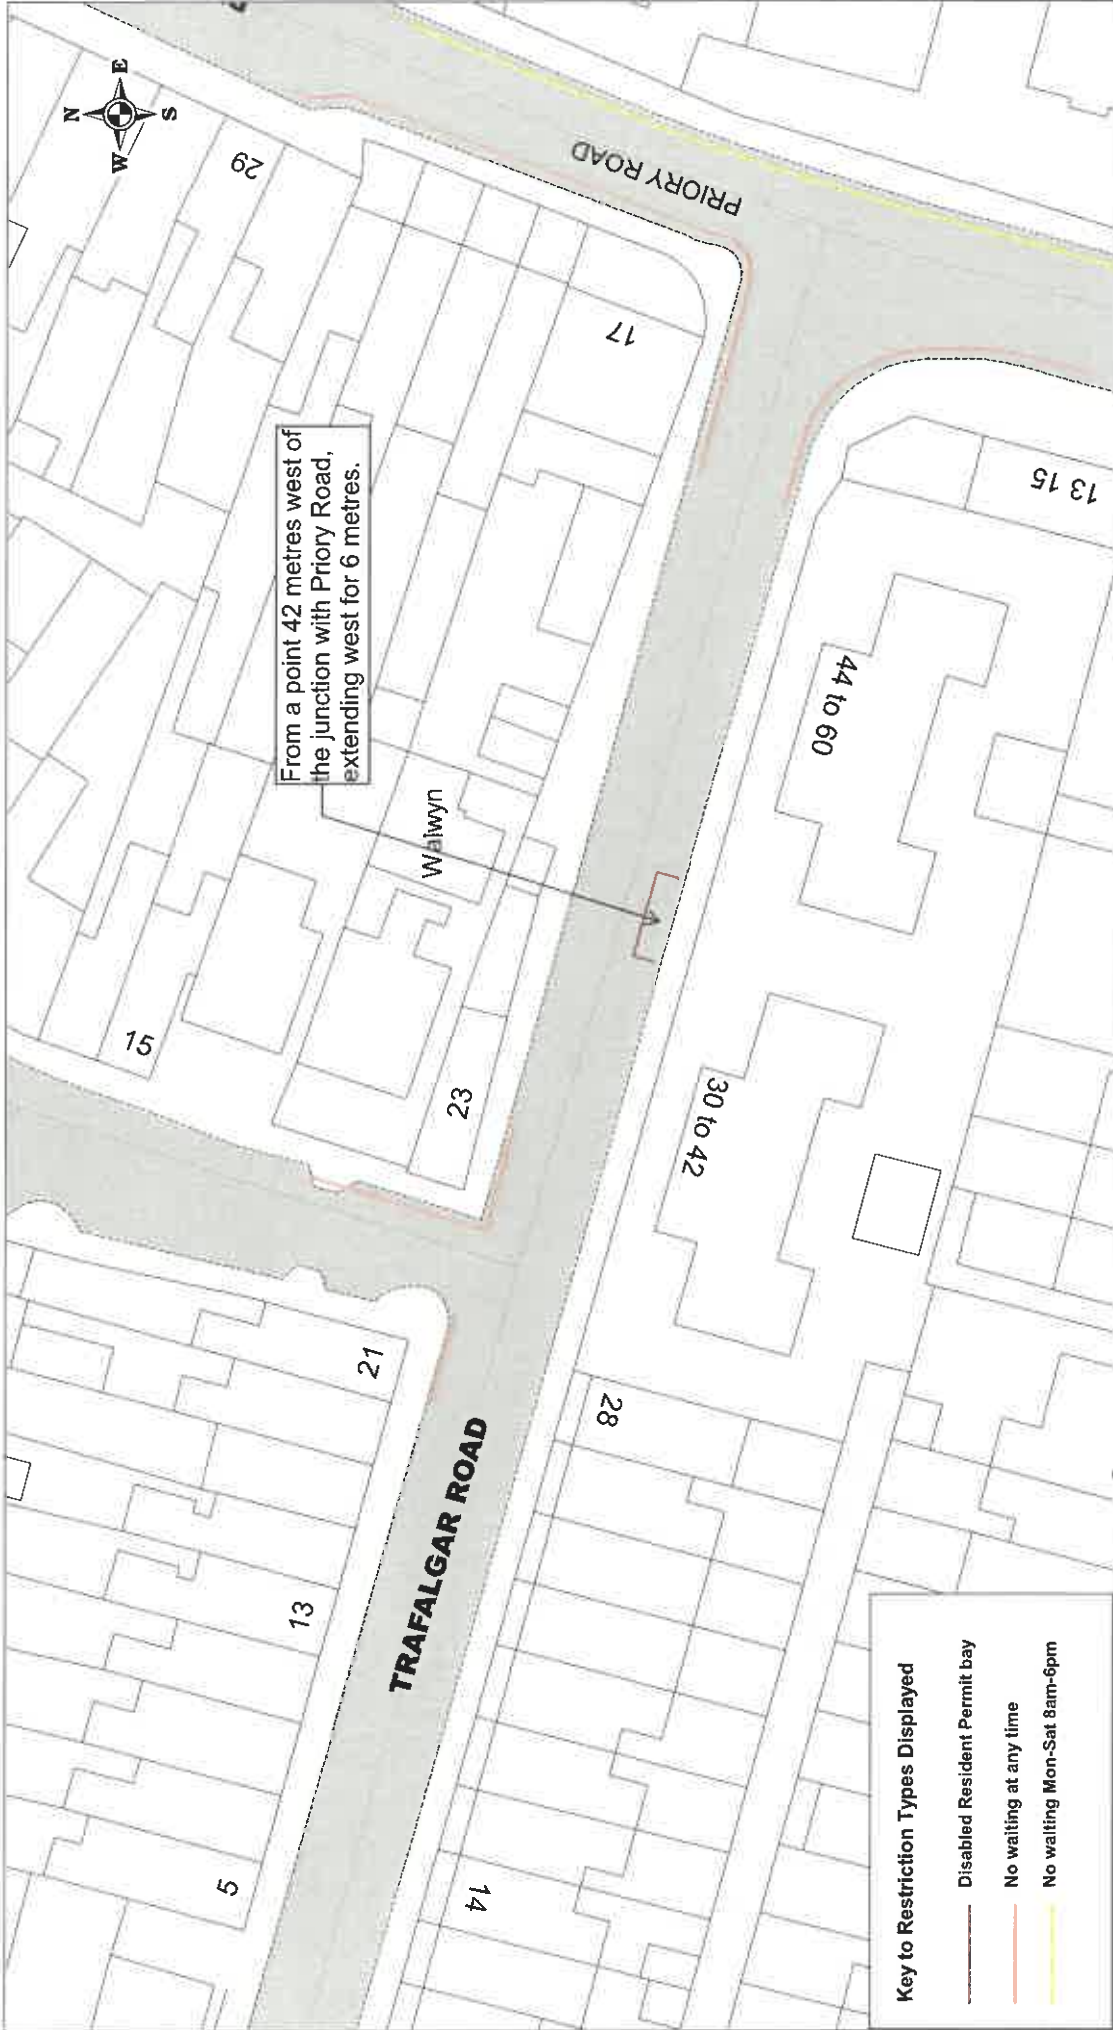 N
E
S
W
29
PRIORY ROAD
17
From a point 42 metres west of
the junction with Priory Road,
extending west for 6 metres.
Walwyn
15
23
13 15
44 to 60
30 to 42
21
28
TRAFALGAR ROAD
13
5
14
Key to Restriction Types Displayed
Disabled Resident Permit bay
No waiting at any time
No waiting Mon-Sat 8am-6pm